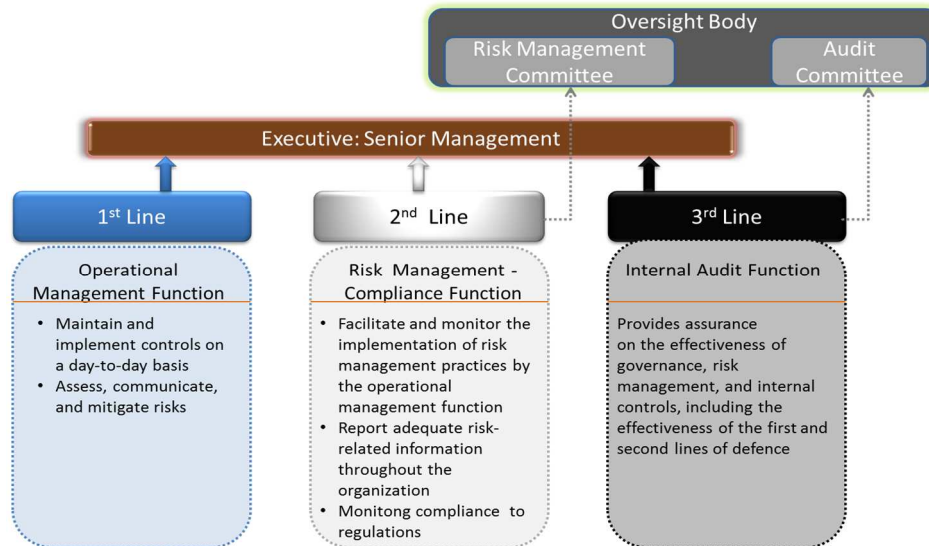 Oversight Body
Risk Management
Committee
Audit
Committee
Executive: Senior Management
1st Line
2nd Line
3rd Line
Operational
Management Function
• Maintain and
implement controls on
a day-to-day basis
• Assess, communicate,
and mitigate risks
Risk Management -
Compliance Function
• Facilitate and monitor the
implementation of risk
management practices by
the operational
management function
• Report adequate risk-
related information
throughout the
organization
• Monitong compliance to
regulations
Internal Audit Function
Provides assurance
on the effectiveness of
governance, risk
management, and internal
controls, including the
effectiveness of the first and
second lines of defence